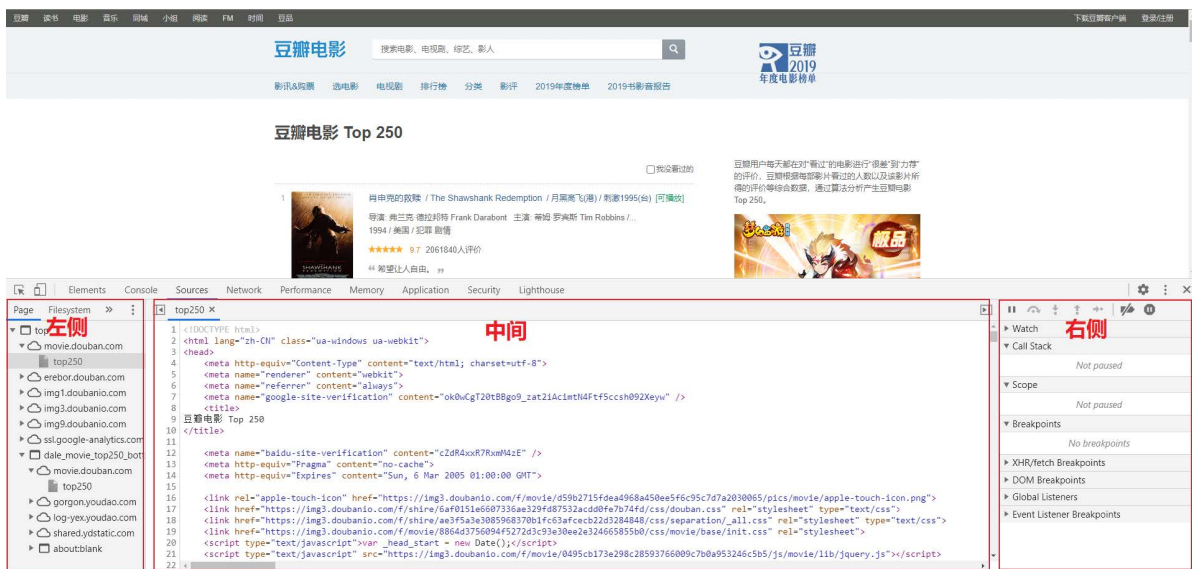 豆瓣 读书 电影 音乐 同城 小组 阅读 FM 时间 豆品 下载豆瓣客户端 登录/注册
豆瓣电影 搜索电影、电视剧、综艺、影人
豆瓣
2019
年度电影榜单
影讯&购票 选电影 电视剧 排行榜 分类 影评 2019年度榜单 2019书影音报告
豆瓣电影 Top 250
我没看过的
豆瓣用户每天都在对“看过”的电影进行“很差”到“力荐”
的评价,豆瓣根据每部影片看过的人数以及该影片所
得的评价等综合数据,通过算法分析产生豆瓣电影
Top 250。
1 肖申克的救赎 / The Shawshank Redemption / 月黑高飞(港) / 刺激1995(台) [可播放]
导演: 弗兰克·德拉邦特 Frank Darabont 主演: 蒂姆·罗宾斯 Tim Robbins /...
1994 / 美国 / 犯罪 剧情
9.7 2061840人评价
“ 希望让人自由。 ”
SHAWSHANK
极品
Elements Console Sources Network Performance Memory Application Security Lighthouse
Page Filesystem »
左侧
top
movie.douban.com
top250
erebor.douban.com
img1.doubanio.com
img3.doubanio.com
img9.doubanio.com
ssl.google-analytics.com
dale_movie_top250_bott
movie.douban.com
top250
gorgon.youdao.com
log-yex.youdao.com
shared.ydstatic.com
about:blank
top250 ×
中间
1 <!DOCTYPE html>
2 <html lang="zh-CN" class="ua-windows ua-webkit">
3 <head>
4 <meta http-equiv="Content-Type" content="text/html; charset=utf-8">
5 <meta name="renderer" content="webkit">
6 <meta name="referrer" content="always">
7 <meta name="google-site-verification" content="ok0wCgT20tBBgo9_zat2iAcimtN4Ftf5ccsh092Xeyw" />
8 <title>
9 豆瓣电影 Top 250
10 </title>
11
12 <meta name="baidu-site-verification" content="cZdR4xxR7RxmM4zE" />
13 <meta http-equiv="Pragma" content="no-cache">
14 <meta http-equiv="Expires" content="Sun, 6 Mar 2005 01:00:00 GMT">
15
16 <link rel="apple-touch-icon" href="https://img3.doubanio.com/f/movie/d59b2715fdea4968a450ee5f6c95c7d7a2030065/pics/movie/apple-touch-icon.png">
17 <link href="https://img3.doubanio.com/f/shire/6af0151e6607336ae329fd87532acdd0fe7b74fd/css/douban.css" rel="stylesheet" type="text/css">
18 <link href="https://img3.doubanio.com/f/shire/ae3f5a3e3085968370b1fc63afcecb22d3284848/css/separation/_all.css" rel="stylesheet" type="text/css">
19 <link href="https://img3.doubanio.com/f/movie/8864d3756094f5272d3c93e30ee2e324665855b0/css/movie/base/init.css" rel="stylesheet">
20 <script type="text/javascript">var _head_start = new Date();</script>
21 <script type="text/javascript" src="https://img3.doubanio.com/f/movie/0495cb173e298c28593766009c7b0a953246c5b5/js/movie/lib/jquery.js"></script>
22
右侧
Watch
Call Stack
Not paused
Scope
Not paused
Breakpoints
No breakpoints
XHR/fetch Breakpoints
DOM Breakpoints
Global Listeners
Event Listener Breakpoints